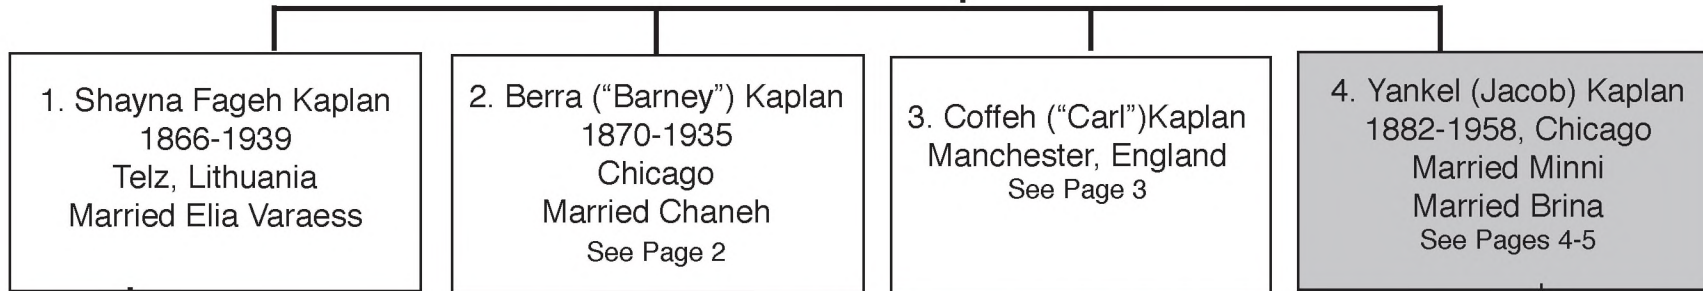 1. Shayna Fageh Kaplan
1866-1939
Telz, Lithuania
Married Elia Varaess
2. Berra (“Barney”) Kaplan
1870-1935
Chicago
Married Chaneh
See Page 2
3. Coffeh (“Carl”)Kaplan
Manchester, England
See Page 3
4. Yankel (Jacob) Kaplan
1882-1958, Chicago
Married Minni
Married Brina
See Pages 4-5